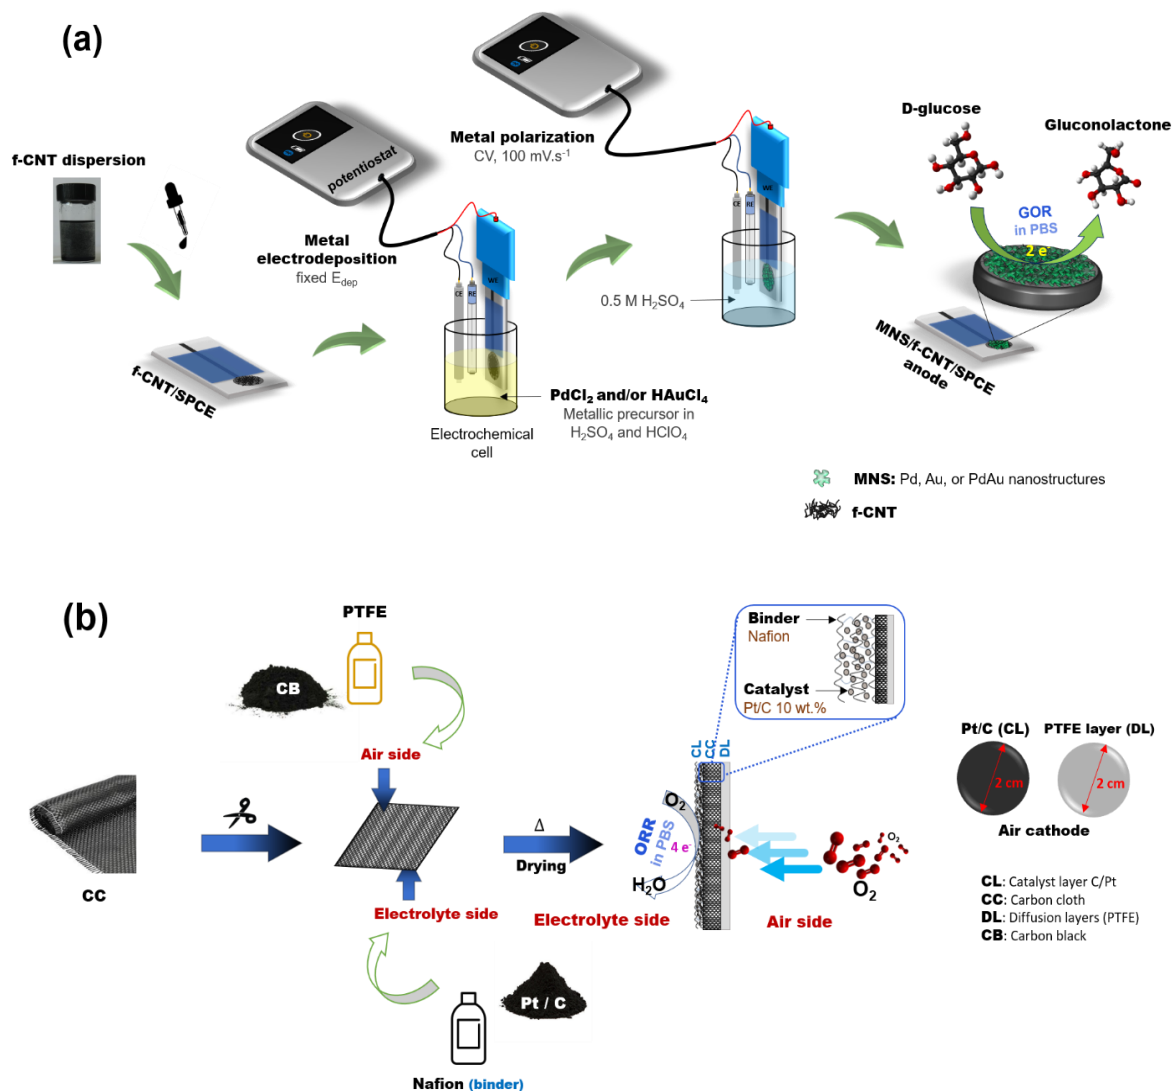 (a)
f-CNT dispersion
f-CNT/SPCE
potentiostat
Metal
electrodeposition
fixed E_dep
CE
RE
WE
PdCl₂ and/or HAuCl₄
Metallic precursor in
H₂SO₄ and HClO₄
Electrochemical
cell
Metal polarization
CV, 100 mV.s⁻¹
CE
RE
WE
0.5 M H₂SO₄
D-glucose
Gluconolactone
GOR
in PBS
2 e⁻
MNS/f-CNT/SPCE
anode
MNS: Pd, Au, or PdAu nanostructures
f-CNT
(b)
PTFE
CB
Air side
CC
Electrolyte side
Pt / C
Nafion (binder)
Δ
Drying
Binder
Nafion
Catalyst
Pt/C 10 wt.%
CL
CC
DL
O₂
ORR
in PBS
4 e⁻
H₂O
Electrolyte side
Air side
O₂
O₂
Pt/C (CL)
PTFE layer (DL)
2 cm
2 cm
Air cathode
CL: Catalyst layer C/Pt
CC: Carbon cloth
DL: Diffusion layers (PTFE)
CB: Carbon black